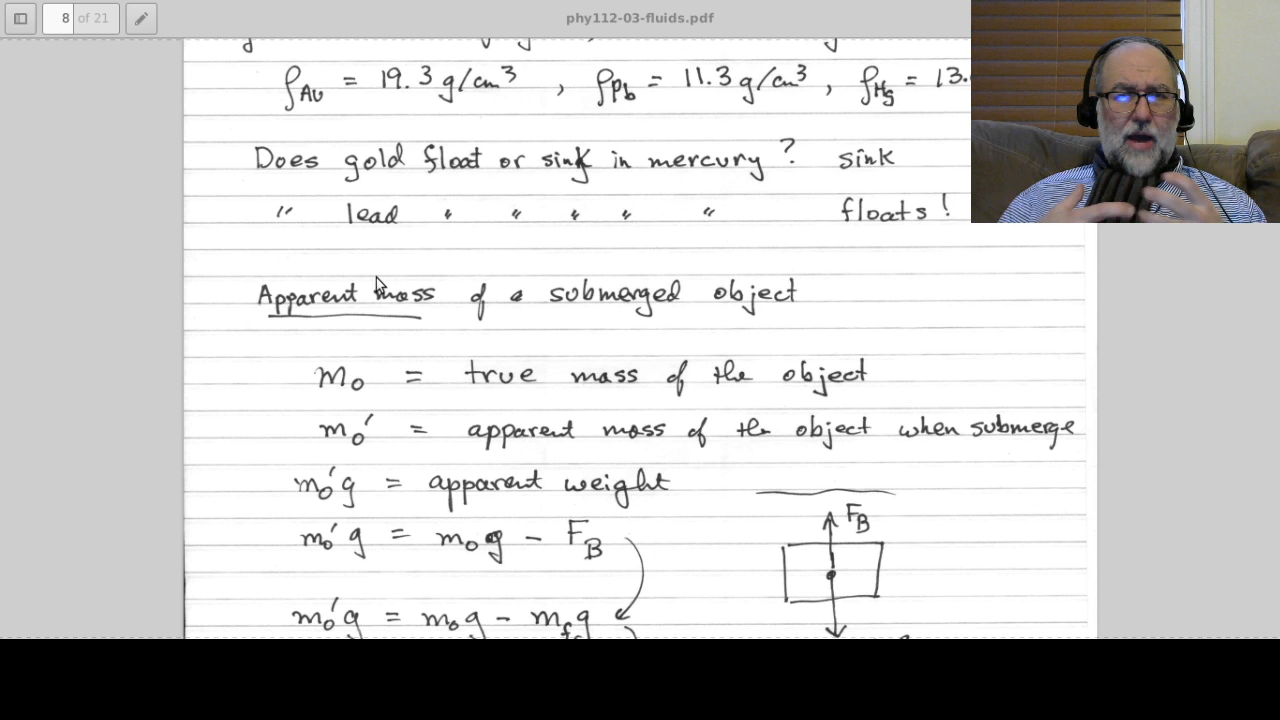 8 of 21
phy112-03-fluids.pdf
ρAu = 19.3 g/cm³ , ρPb = 11.3 g/cm³ , ρHg = 13.
Does gold float or sink in mercury ? sink
" lead " " " " " floats !
Apparent mass of a submerged object
mo = true mass of the object
mo' = apparent mass of the object when submerge
mo'g = apparent weight
mo'g = mog - FB
FB
mo'g = mog - mfg